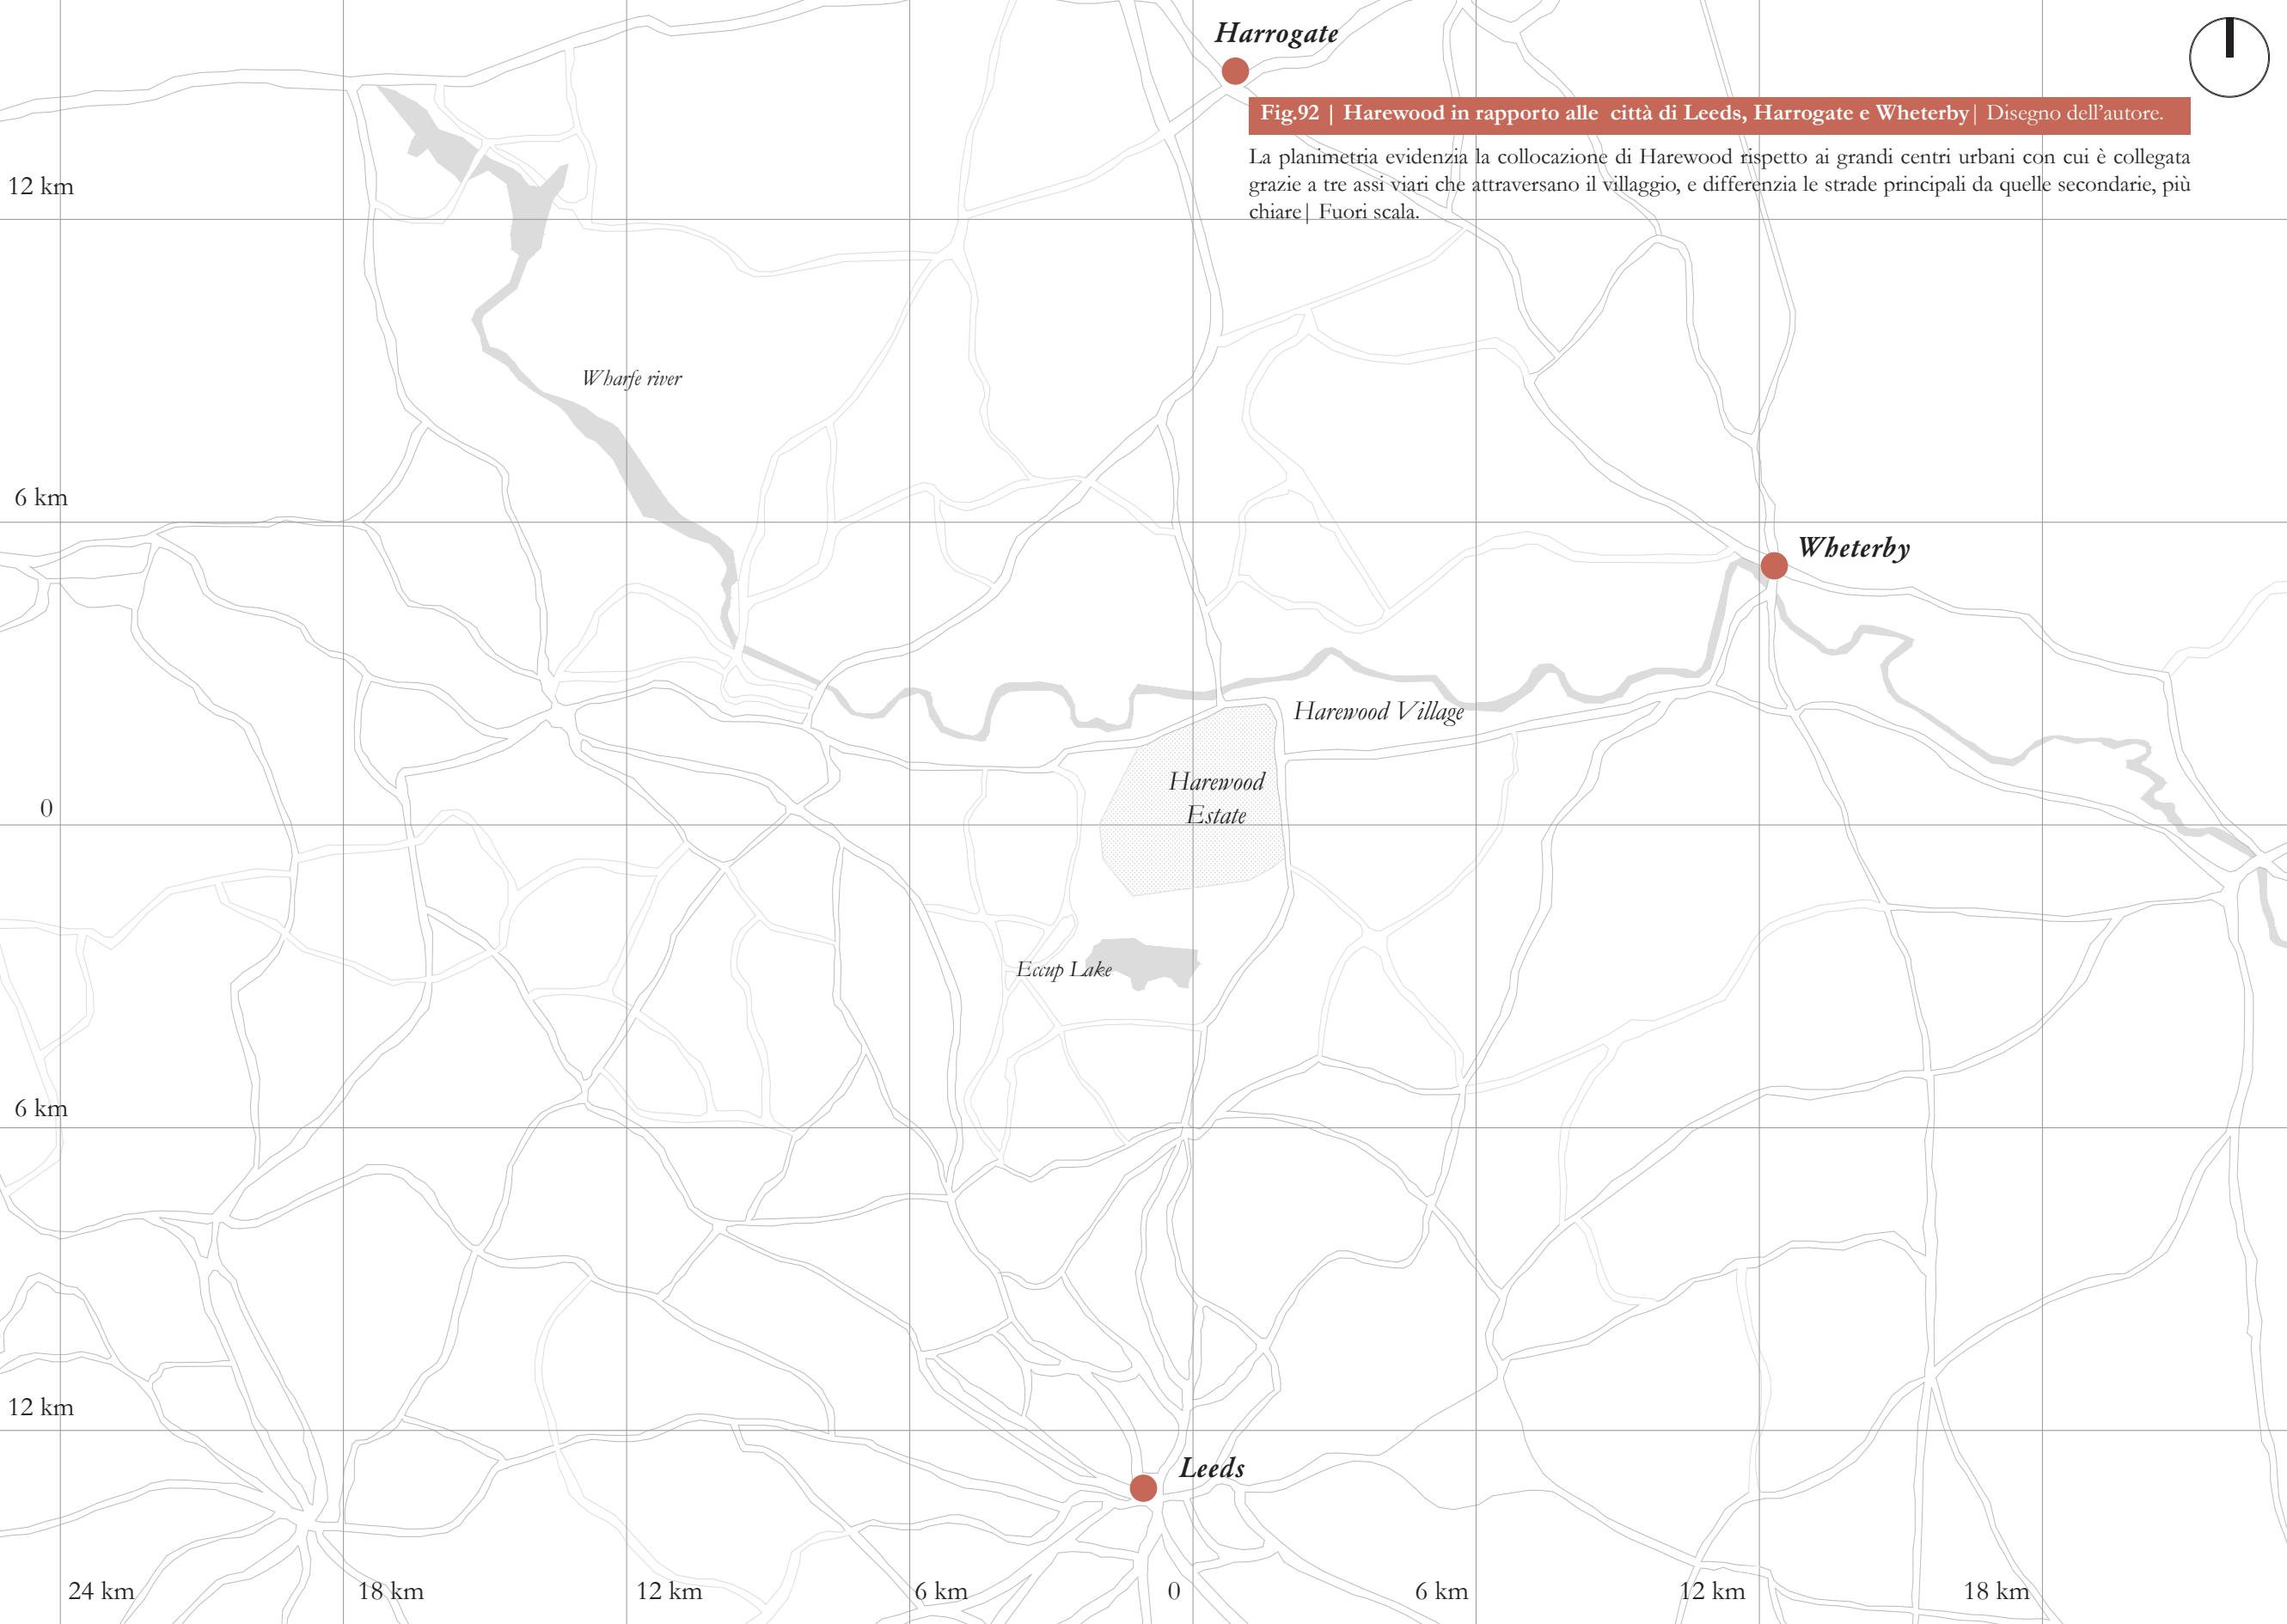 Harrogate
Fig.92 | Harewood in rapporto alle città di Leeds, Harrogate e Wheterby| Disegno dell’autore.
La planimetria evidenzia la collocazione di Harewood rispetto ai grandi centri urbani con cui è collegata
grazie a tre assi viari che attraversano il villaggio, e differenzia le strade principali da quelle secondarie, più
chiare| Fuori scala.
12 km
Wharfe river
6 km
Wheterby
Harewood Village
Harewood
Estate
0
Eccup Lake
6 km
12 km
Leeds
24 km
18 km
12 km
6 km
0
6 km
12 km
18 km